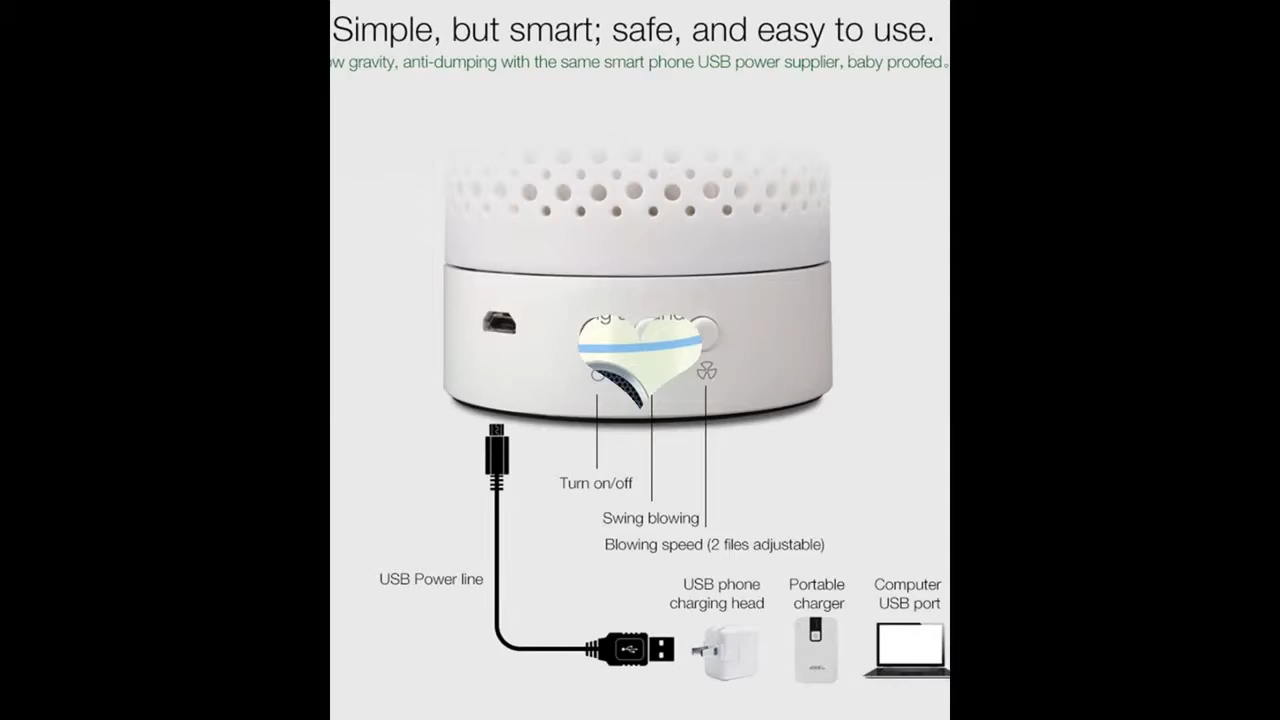 Simple, but smart; safe, and easy to use.
gravity, anti-dumping with the same smart phone USB power supplier, baby proofed。
Turn on/off
Swing blowing
Blowing speed (2 files adjustable)
USB Power line
USB phone
charging head
Portable
charger
Computer
USB port